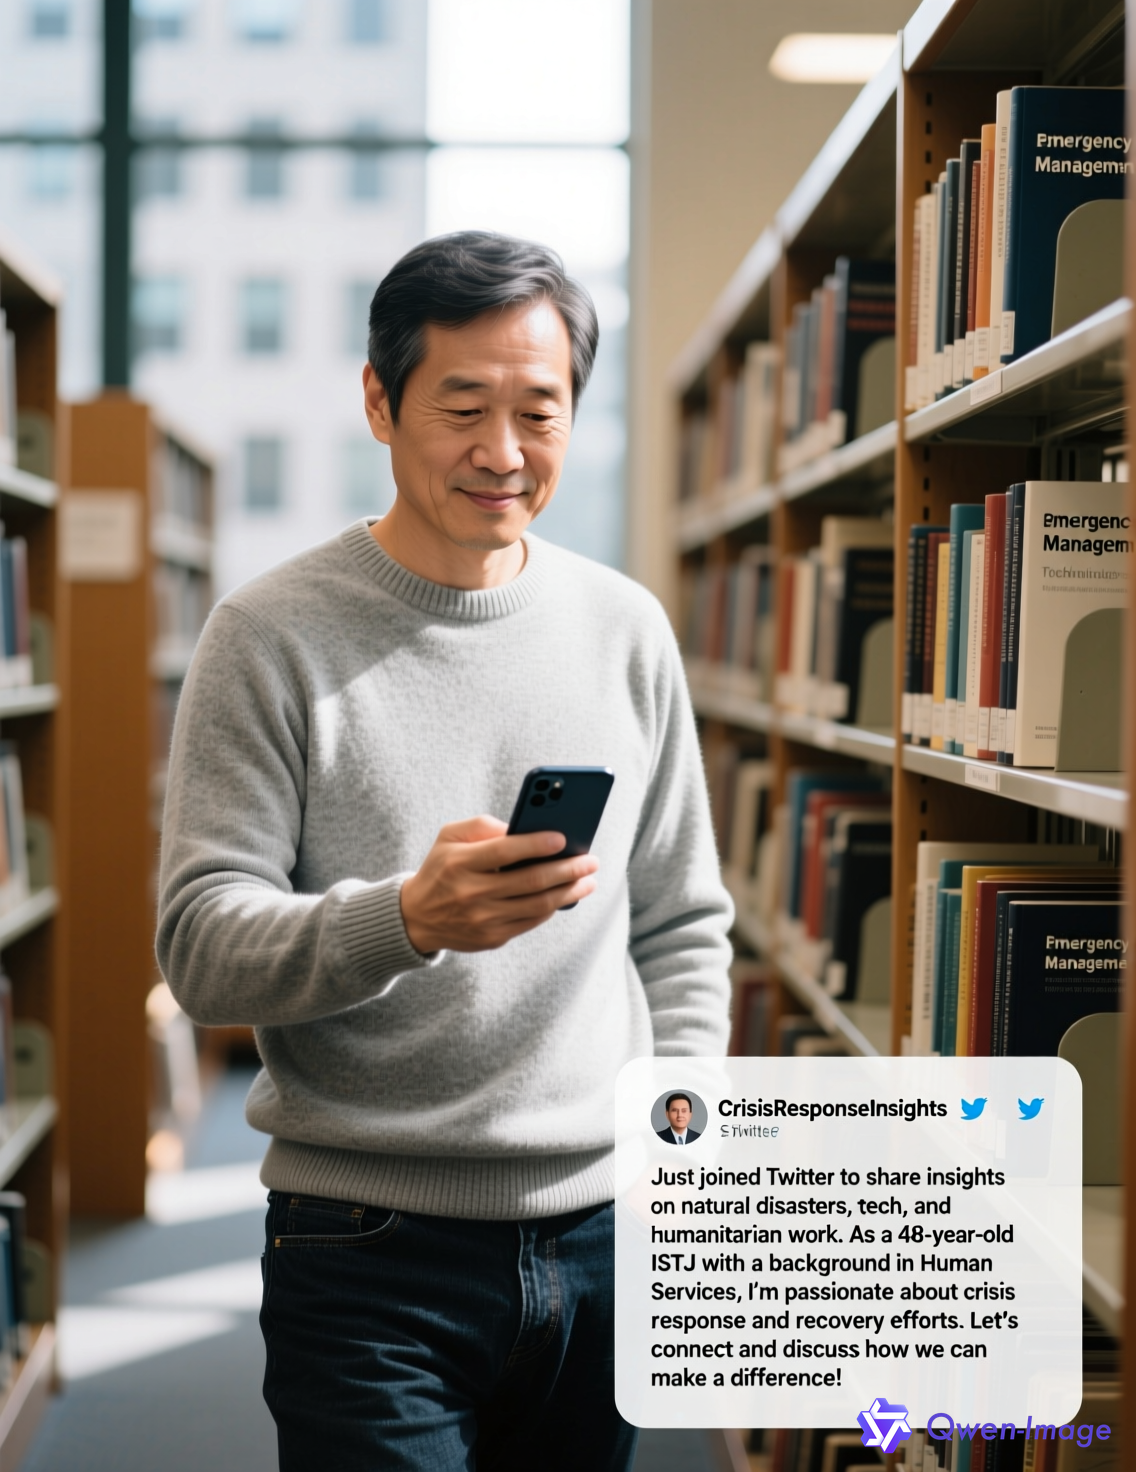 Emergency
Managemen
Emergenc
Managem
Emergency
Manageme
CrisisResponseInsights
Just joined Twitter to share insights
on natural disasters, tech, and
humanitarian work. As a 48-year-old
ISTJ with a background in Human
Services, I'm passionate about crisis
response and recovery efforts. Let's
connect and discuss how we can
make a difference!
Qwen-Image